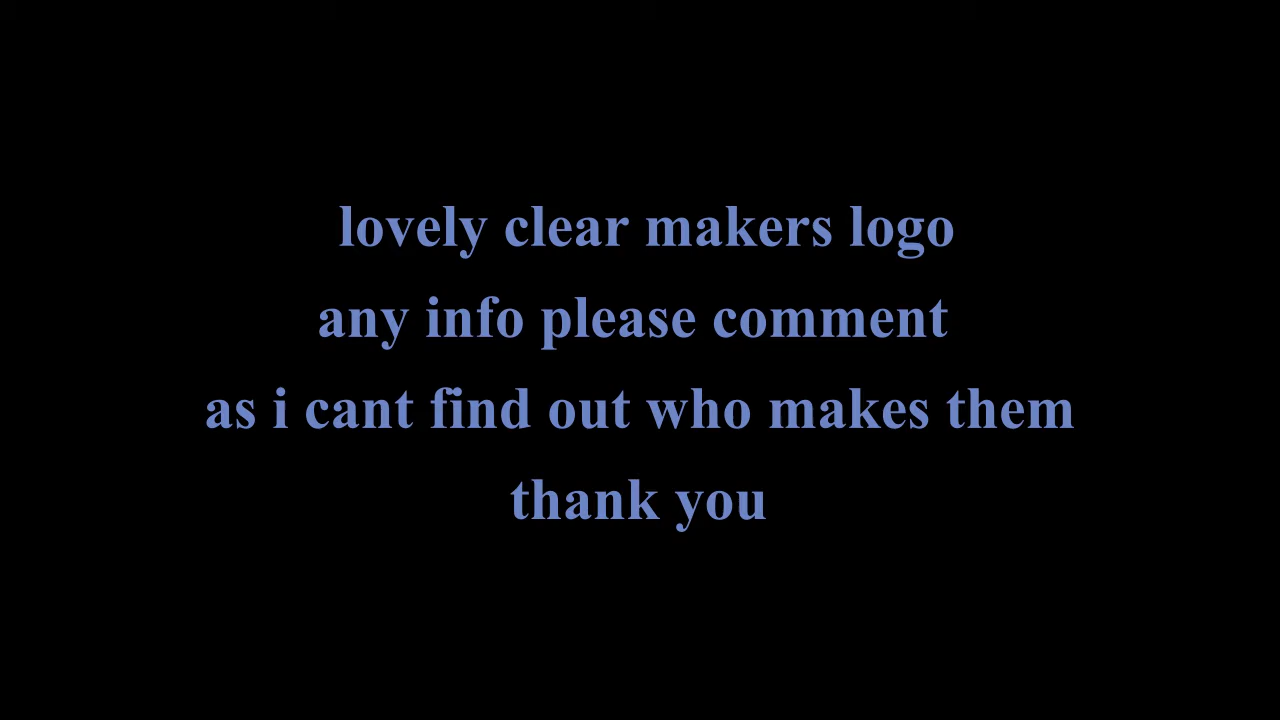 lovely clear makers logo
any info please comment
as i cant find out who makes them
thank you